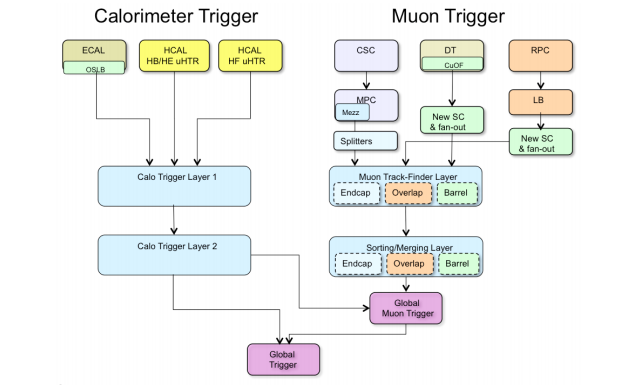 Calorimeter Trigger
Muon Trigger
ECAL
OSLB
HCAL
HB/HE uHTR
HCAL
HF uHTR
CSC
DT
CuOF
RPC
MPC
Mezz
LB
New SC
& fan-out
Splitters
New SC
& fan-out
Calo Trigger Layer 1
Muon Track-Finder Layer
Endcap
Overlap
Barrel
Calo Trigger Layer 2
Sorting/Merging Layer
Endcap
Overlap
Barrel
Global
Muon Trigger
Global
Trigger